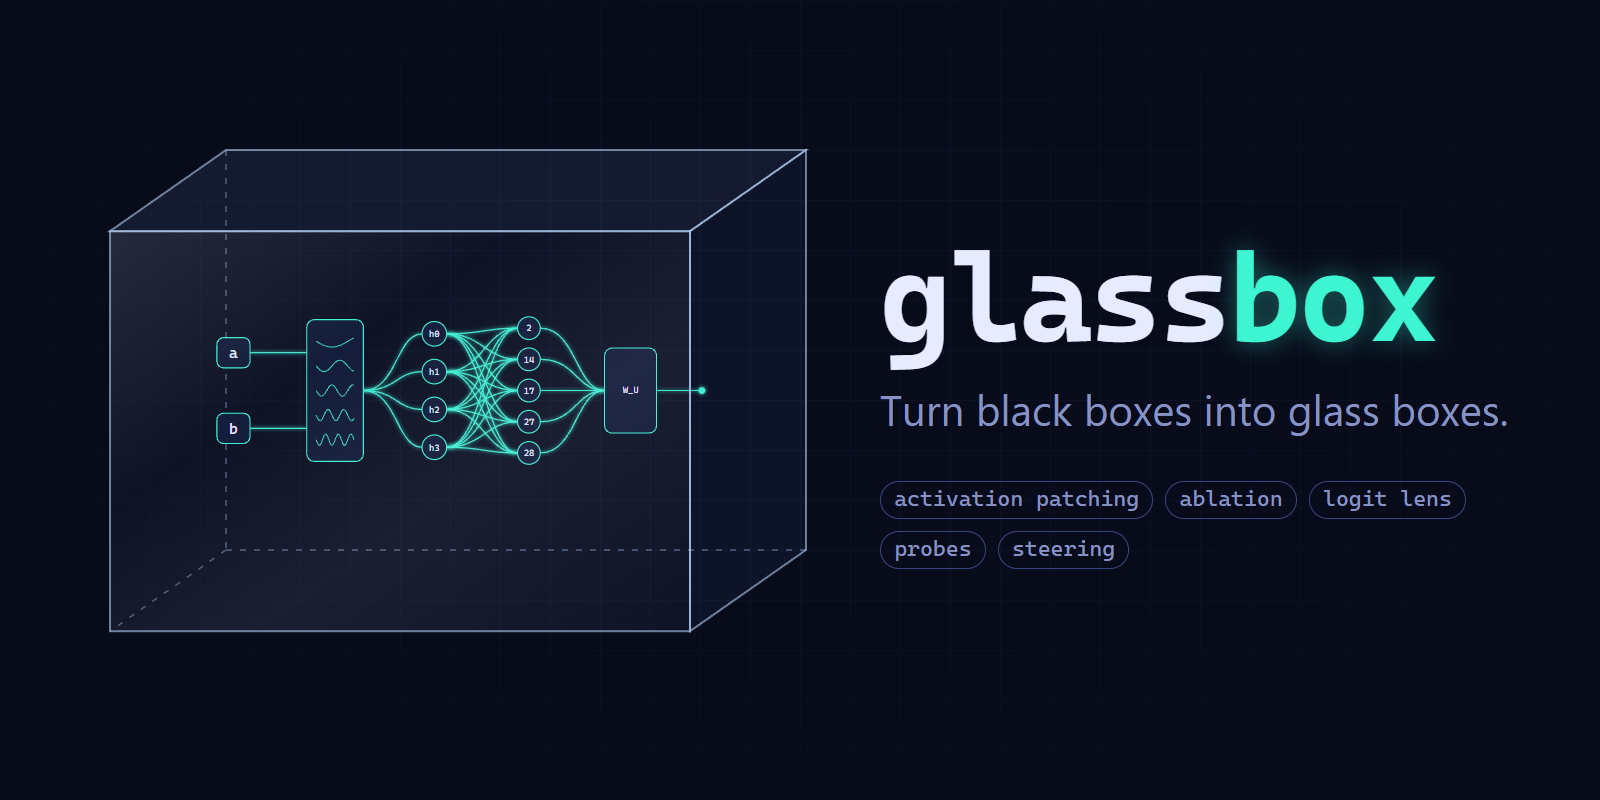 glassbox
Turn black boxes into glass boxes.
activation patching ablation logit lens
probes steering
a
b
h0
h1
h2
h3
2
14
17
27
28
W_U